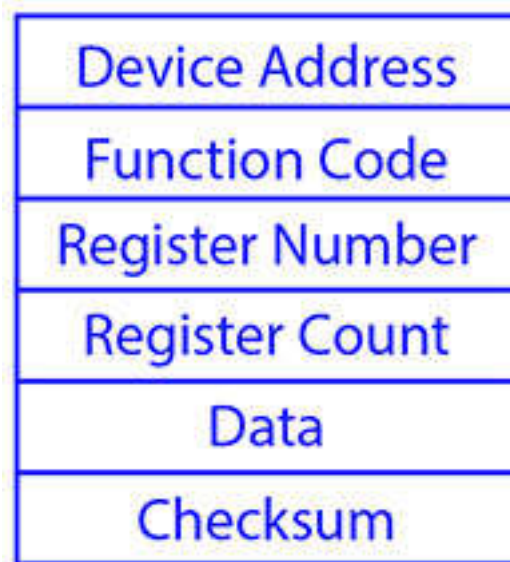 Device Address
Function Code
Register Number
Register Count
Data
Checksum